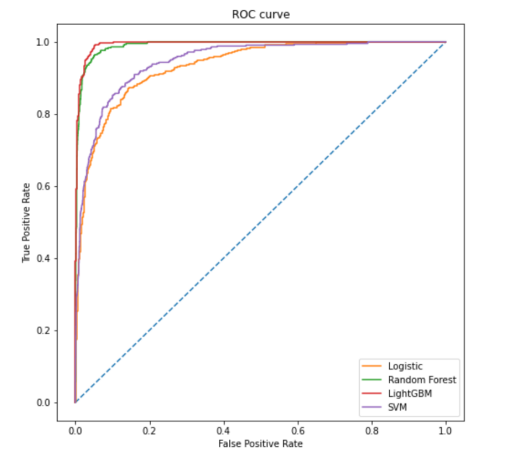 ROC curve
True Positive Rate
1.0
0.8
0.6
0.4
0.2
0.0
0.0 0.2 0.4 0.6 0.8 1.0
False Positive Rate
Logistic
Random Forest
LightGBM
SVM